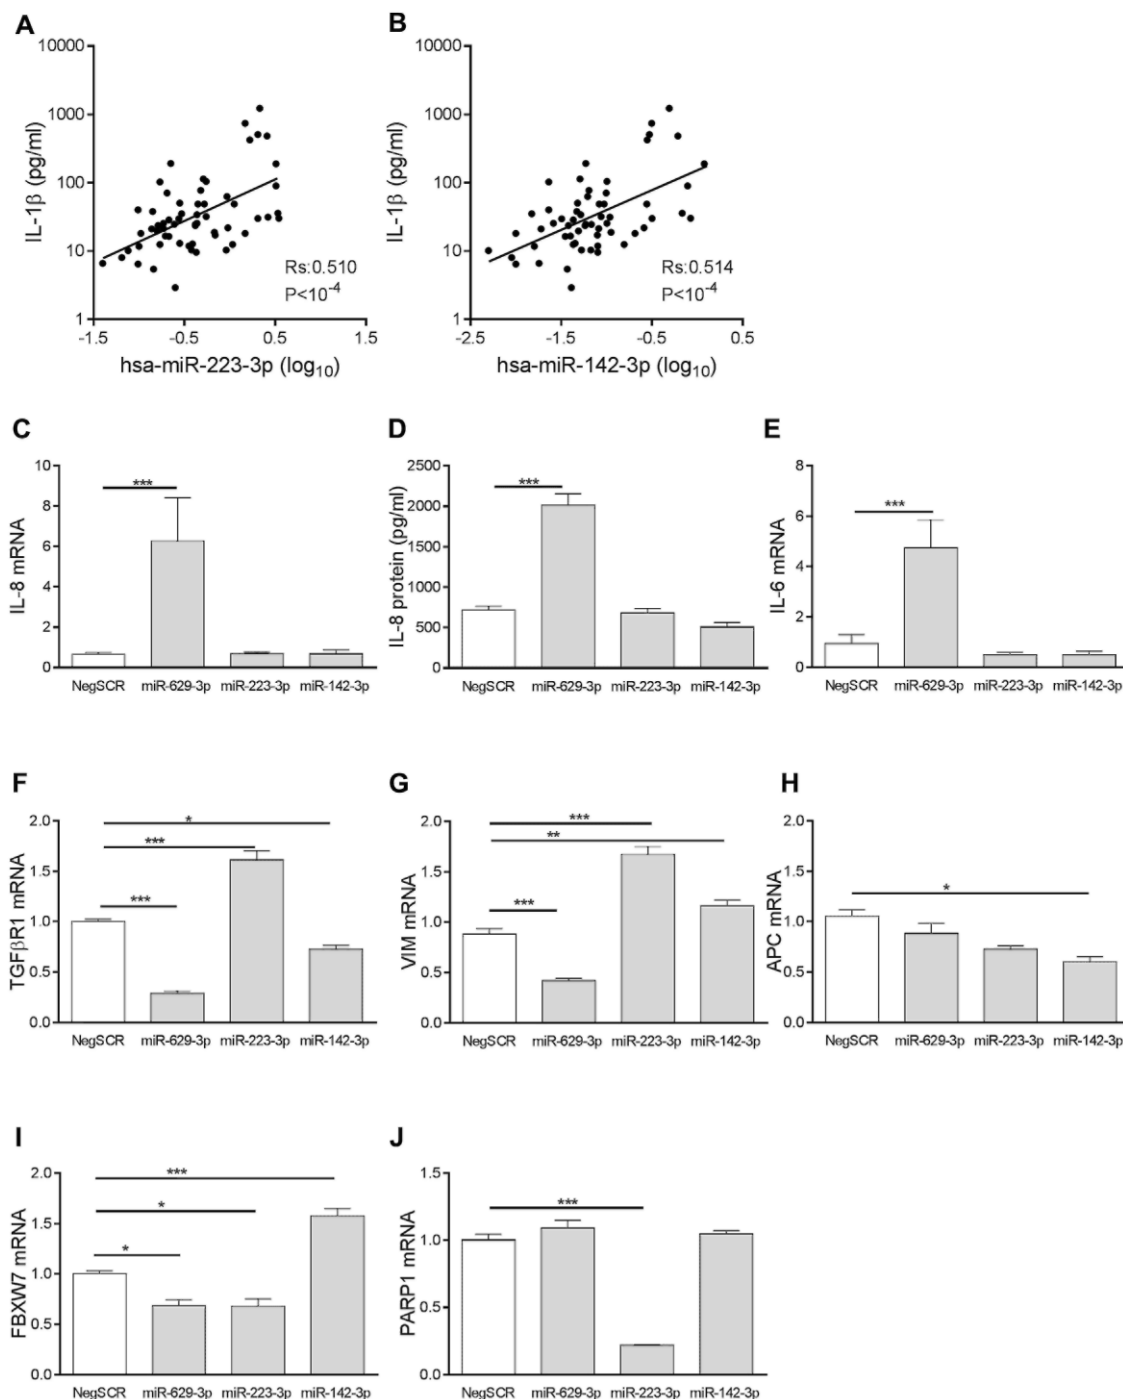 A
B
10000
1000
100
10
1
IL-1β (pg/ml)
Rs:0.510
P<10⁻⁴
-1.5
-0.5
0.5
1.5
hsa-miR-223-3p (log₁₀)
10000
1000
100
10
1
IL-1β (pg/ml)
Rs:0.514
P<10⁻⁴
-2.5
-1.5
-0.5
0.5
hsa-miR-142-3p (log₁₀)
C
10
8
6
4
2
0
IL-8 mRNA
***
NegSCR miR-629-3p miR-223-3p miR-142-3p
D
2500
2000
1500
1000
500
0
IL-8 protein (pg/ml)
***
NegSCR miR-629-3p miR-223-3p miR-142-3p
E
8
6
4
2
0
IL-6 mRNA
***
NegSCR miR-629-3p miR-223-3p miR-142-3p
F
2.0
1.5
1.0
0.5
0.0
TGFβR1 mRNA
*
***
***
NegSCR miR-629-3p miR-223-3p miR-142-3p
G
2.0
1.5
1.0
0.5
0.0
VIM mRNA
***
**
***
NegSCR miR-629-3p miR-223-3p miR-142-3p
H
2.0
1.5
1.0
0.5
0.0
APC mRNA
*
NegSCR miR-629-3p miR-223-3p miR-142-3p
I
2.0
1.5
1.0
0.5
0.0
FBXW7 mRNA
***
*
*
NegSCR miR-629-3p miR-223-3p miR-142-3p
J
1.5
1.0
0.5
0.0
PARP1 mRNA
***
NegSCR miR-629-3p miR-223-3p miR-142-3p